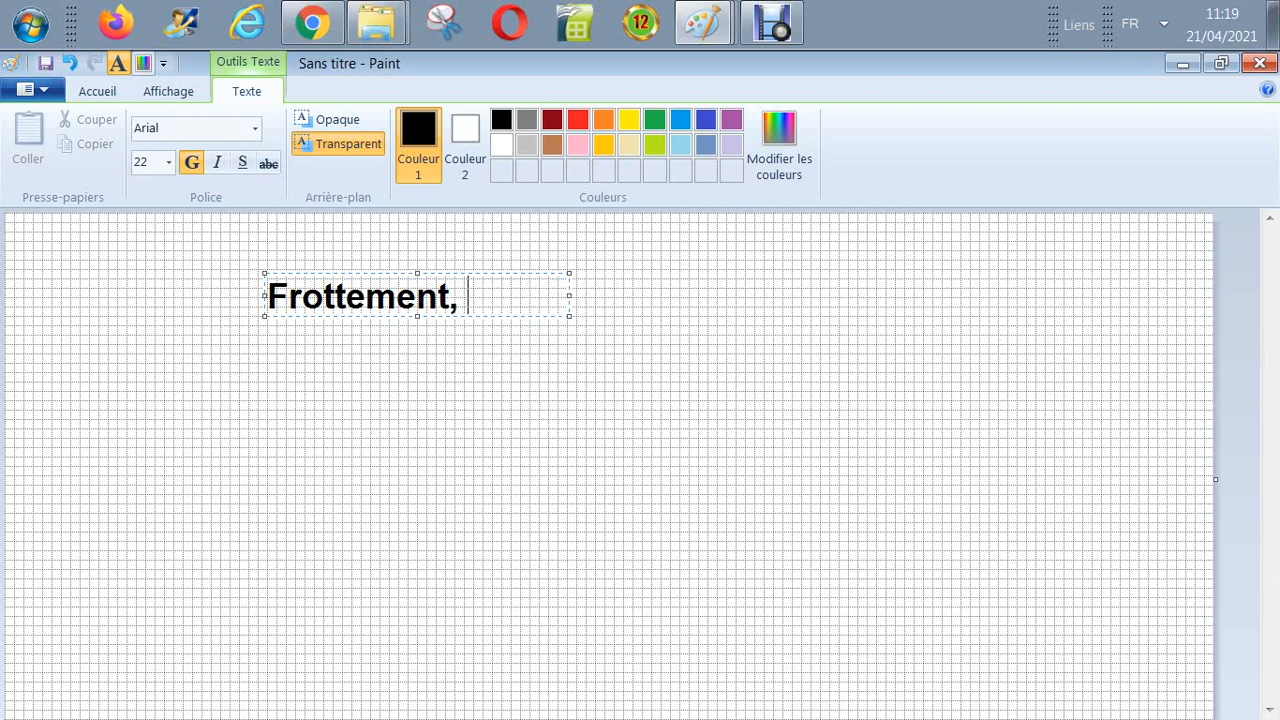 12
Liens
FR
11:19
21/04/2021
Outils Texte
Sans titre - Paint
Accueil
Affichage
Texte
Coller
Couper
Copier
Presse-papiers
Arial
22
G I S abc
Police
Opaque
Transparent
Arrière-plan
Couleur 1
Couleur 2
Modifier les couleurs
Couleurs
Frottement,